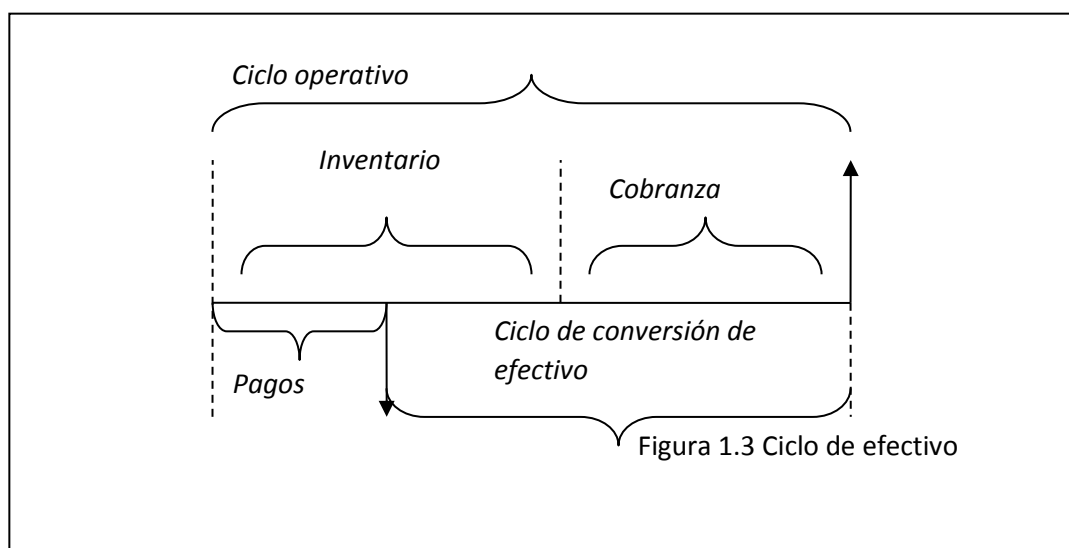 Ciclo operativo
Inventario
Cobranza
Ciclo de conversión de
efectivo
Pagos
Figura 1.3 Ciclo de efectivo